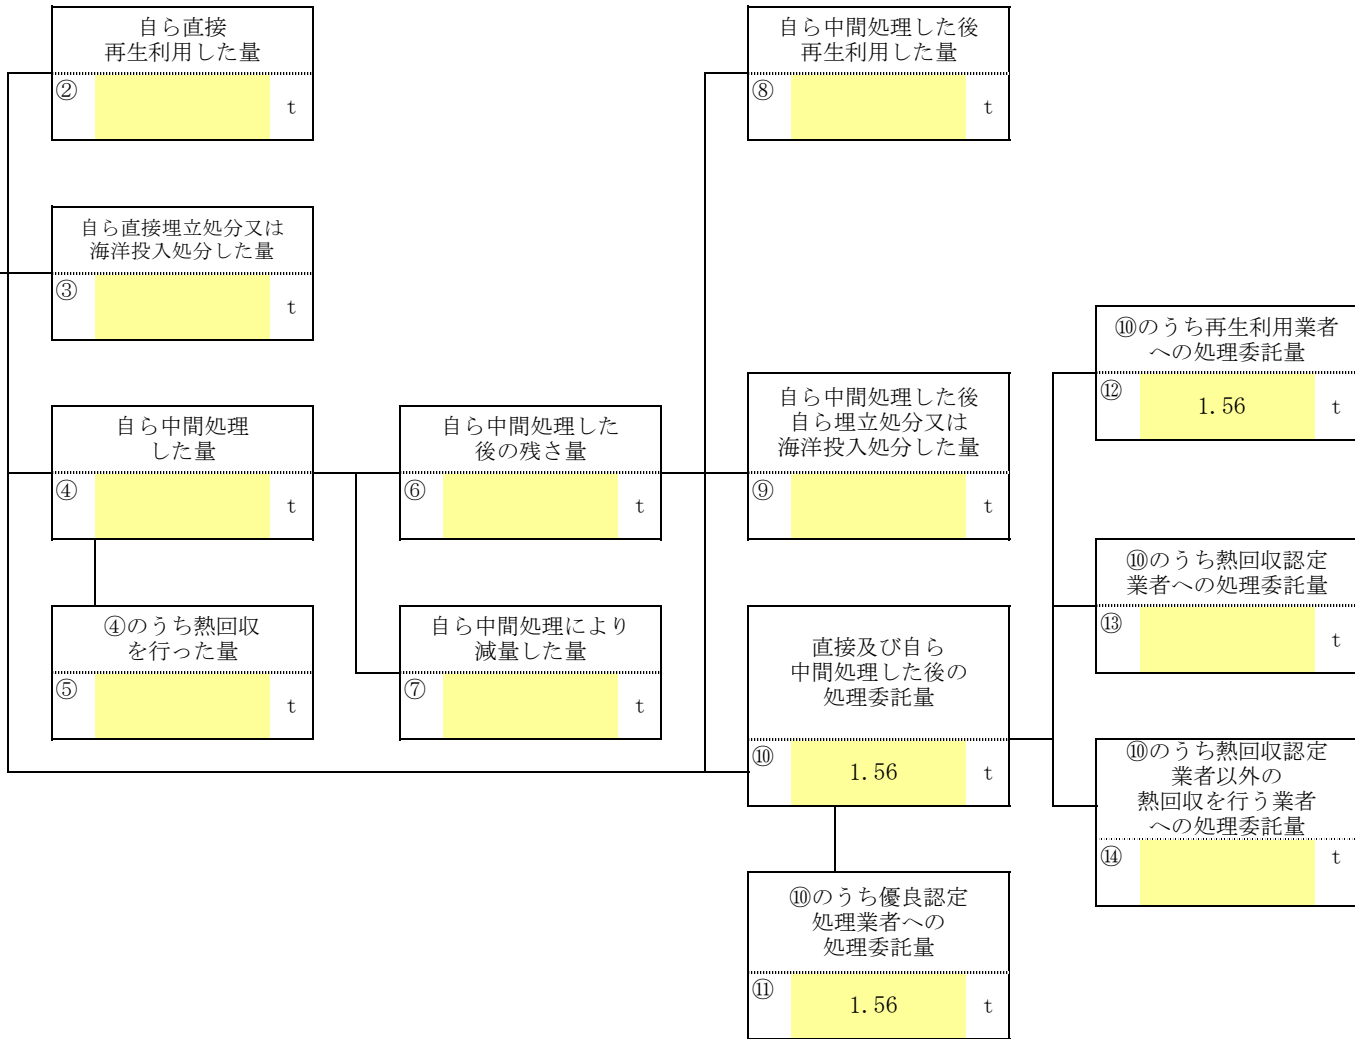 自ら直接
再生利用した量
②
t
自ら直接埋立処分又は
海洋投入処分した量
③
t
自ら中間処理
した量
④
t
④のうち熱回収
を行った量
⑤
t
自ら中間処理した
後の残さ量
⑥
t
自ら中間処理により
減量した量
⑦
t
自ら中間処理した後
再生利用した量
⑧
t
自ら中間処理した後
自ら埋立処分又は
海洋投入処分した量
⑨
t
直接及び自ら
中間処理した後の
処理委託量
⑩ 1.56 t
⑩のうち優良認定
処理業者への
処理委託量
⑪ 1.56 t
⑩のうち再生利用業者
への処理委託量
⑫ 1.56 t
⑩のうち熱回収認定
業者への処理委託量
⑬
t
⑩のうち熱回収認定
業者以外の
熱回収を行う業者
への処理委託量
⑭
t